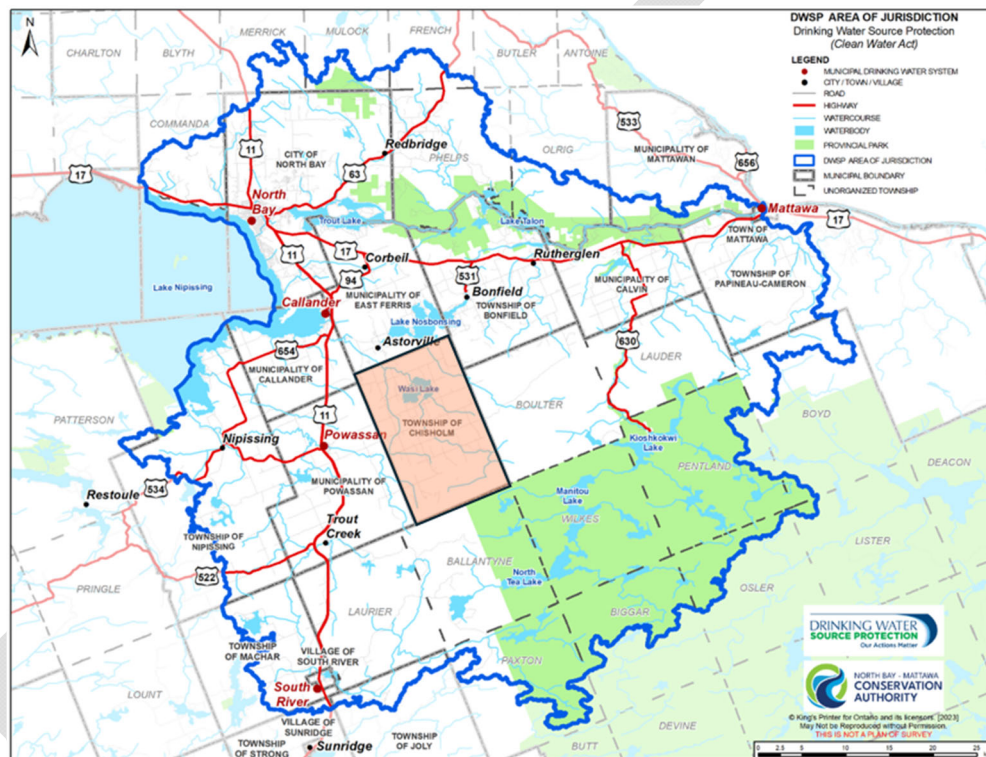 DWSP AREA OF JURISDICTION
Drinking Water Source Protection
(Clean Water Act)
LEGEND
MUNICIPAL DRINKING WATER SYSTEM
CITY / TOWN / VILLAGE
ROAD
HIGHWAY
WATERCOURSE
WATERBODY
PROVINCIAL PARK
DWSP AREA OF JURISDICTION
MUNICIPAL BOUNDARY
UNORGANIZED TOWNSHIP
N
CHARLTON
BLYTH
MERRICK
MULOCK
FRENCH
BUTLER
ANTOINE
COMMANDA
11
CITY OF
NORTH BAY
Redbridge
PHELPS
OLRIG
533
MUNICIPALITY OF
MATTAWAN
656
17
63
North
Bay
Trout Lake
Lake Talon
Mattawa
17
TOWN OF
MATTAWA
11
17
Corbeil
94
Rutherglen
531
Bonfield
TOWNSHIP OF
BONFIELD
MUNICIPALITY OF
CALVIN
TOWNSHIP OF
PAPINEAU-CAMERON
Lake Nipissing
Callander
MUNICIPALITY OF
EAST FERRIS
Lake Nosbonsing
Astorville
654
MUNICIPALITY OF
CALLANDER
630
LAUDER
Wasi Lake
BOULTER
TOWNSHIP OF
CHISHOLM
PATTERSON
11
Nipissing
Powassan
BOYD
Kioshkokwi
Lake
PENTLAND
DEACON
534
Restoule
MUNICIPALITY OF
POWASSAN
Manitou
Lake
WILKES
Trout
Creek
TOWNSHIP OF
NIPISSING
522
PRINGLE
BALLANTYNE
North
Tea Lake
LISTER
OSLER
BIGGAR
LAURIER
TOWNSHIP
OF MACHAR
VILLAGE OF
SOUTH RIVER
PAXTON
LOUNT
South
River
VILLAGE OF
SUNRIDGE
TOWNSHIP
OF STRONG
Sunridge
TOWNSHIP
OF JOLY
BUTT
DEVINE
DRINKING WATER
SOURCE PROTECTION
Our Actions Matter
NORTH BAY - MATTAWA
CONSERVATION
AUTHORITY
© King's Printer for Ontario and its licensors. [2023]
May Not be Reproduced without Permission.
THIS IS NOT A PLAN OF SURVEY
0 2.5 5 10 15 20 25